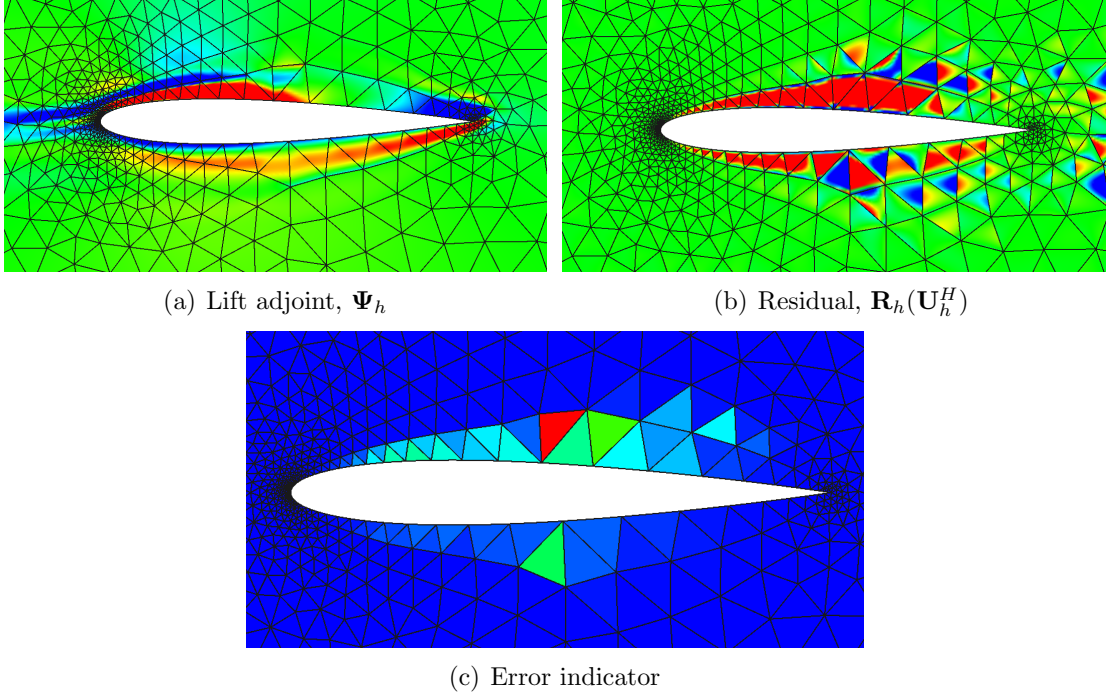 (a) Lift adjoint, Ψ_h
(b) Residual, R_h(U_h^H)
(c) Error indicator